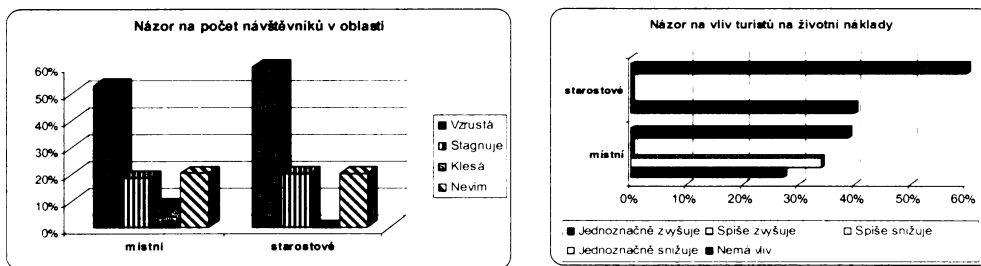 Názor na počet návštěvníků v oblasti
60%
50%
40%
30%
20%
10%
0%
místní
starostové
Vzrustá
Stagnuje
Klesá
Nevim
Názor na vliv turistů na životní náklady
starostové
místní
0% 10% 20% 30% 40% 50% 60%
Jednoznačně zvyšuje Spíše zvyšuje Spíše snižuje
Jednoznačně snižuje Nemá vliv